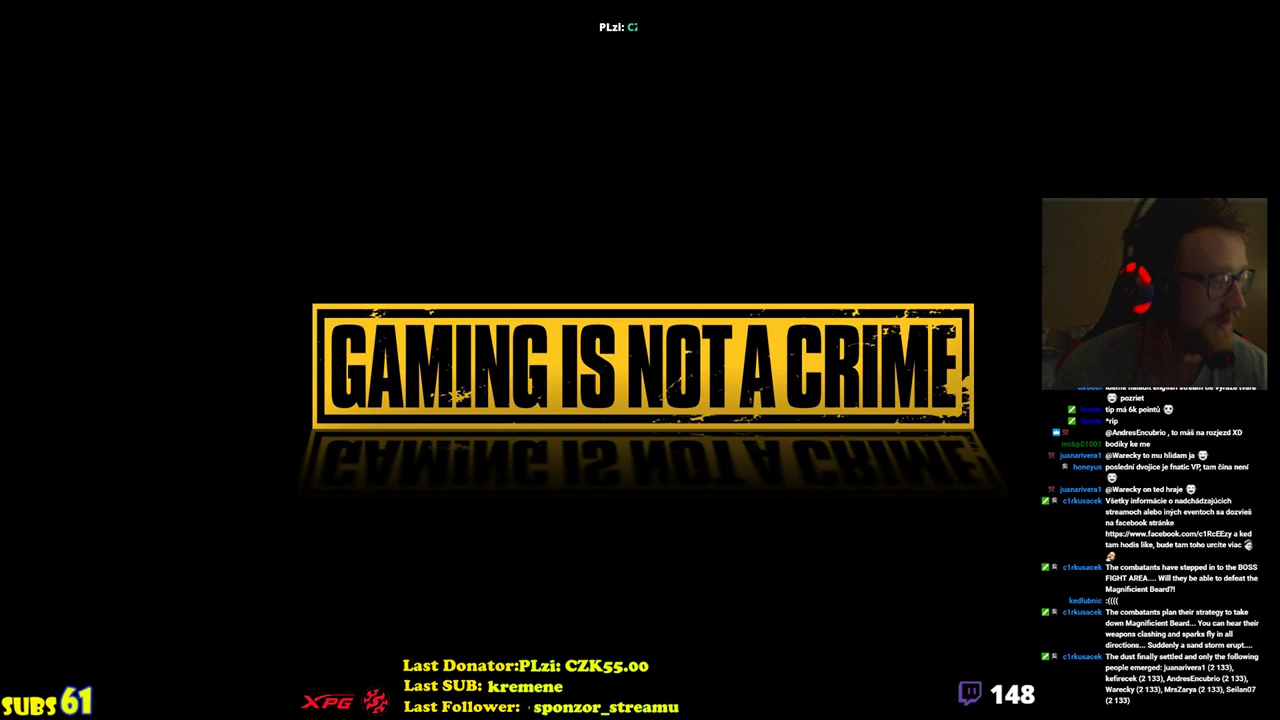 PLzi: CZ
GAMING IS NOT A CRIME
pozriet
tip má 6k pointů
*rip
@AndresEncubrio , to máš na rozjezd XD
mrbp01001 bodíky ke me
juanarivera1 @Warecky to mu hlidam ja
honeyus poslední dvojice je fnatic VP, tam čína není
juanarivera1 @Warecky on ted hraje
c1rkusacek Všetky informácie o nadchádzajúcich
streamoch alebo iných eventoch sa dozvieš
na facebook stránke
https://www.facebook.com/c1RcEEzy a ked
tam hodis like, bude tam toho urcite viac
c1rkusacek The combatants have stepped in to the BOSS
FIGHT AREA.... Will they be able to defeat the
Magnificient Beard?!
kedlubnic :((((
c1rkusacek The combatants plan their strategy to take
down Magnificient Beard... You can hear their
weapons clashing and sparks fly in all
directions... Suddenly a sand storm erupt....
c1rkusacek The dust finally settled and only the following
people emerged: juanarivera1 (2 133),
kefirecek (2 133), AndresEncubrio (2 133),
Warecky (2 133), MrsZarya (2 133), Seilan07
(2 133)
Last Donator:PLzi: CZK55.00
Last SUB: kremene
Last Follower: sponzor_streamu
SUBS 61
XPG
148